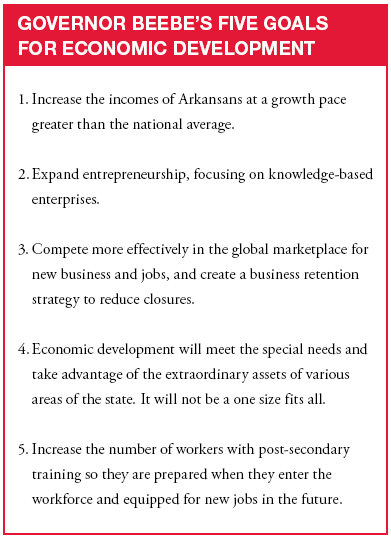 GOVERNOR BEEBE'S FIVE GOALS
FOR ECONOMIC DEVELOPMENT
1. Increase the incomes of Arkansans at a growth pace
greater than the national average.
2. Expand entrepreneurship, focusing on knowledge-based
enterprises.
3. Compete more effectively in the global marketplace for
new business and jobs, and create a business retention
strategy to reduce closures.
4. Economic development will meet the special needs and
take advantage of the extraordinary assets of various
areas of the state. It will not be a one size fits all.
5. Increase the number of workers with post-secondary
training so they are prepared when they enter the
workforce and equipped for new jobs in the future.